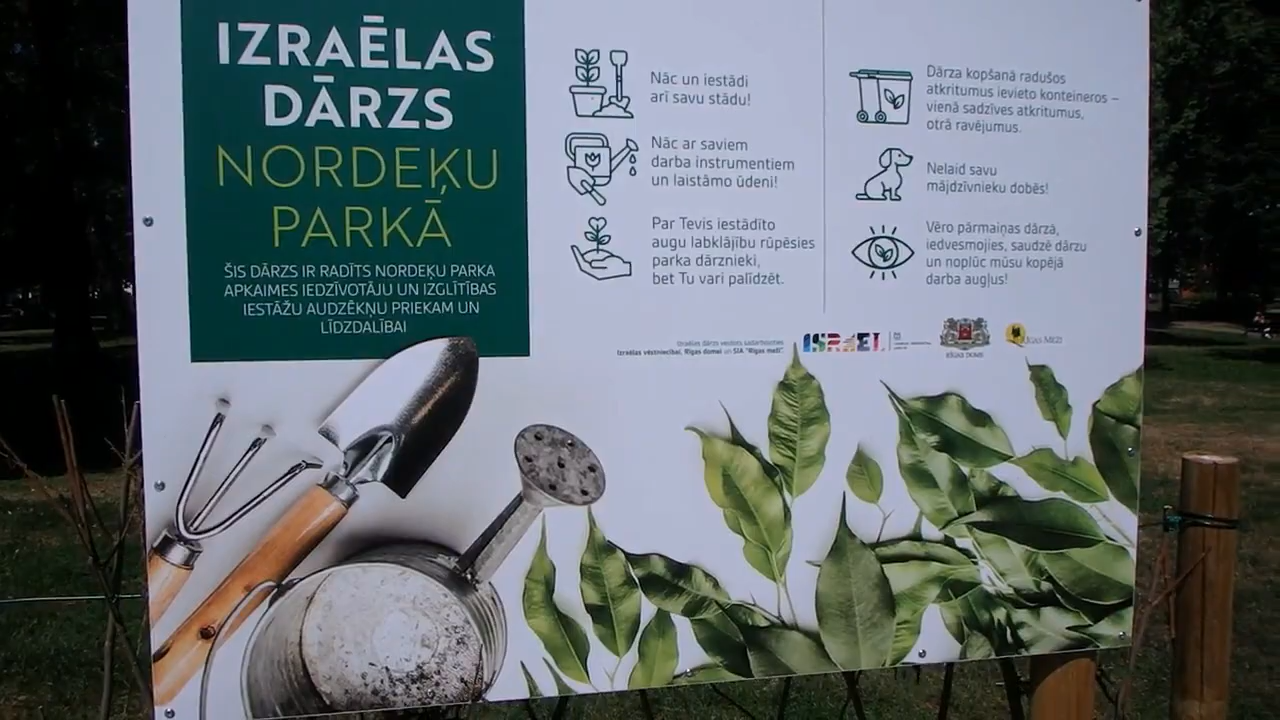 IZRAĒLAS
DĀRZS
NORDEĶU
PARKĀ
ŠIS DĀRZS IR RADĪTS NORDEĶU PARKA
APKAIMES IEDZĪVOTĀJU UN IZGLĪTĪBAS
IESTĀŽU AUDZĒKŅU PRIEKAM UN
LĪDZDALĪBAI
Nāc un iestādi
arī savu stādu!
Nāc ar saviem
darba instrumentiem
un laistāmo ūdeni!
Par Tevis iestādīto
augu labklājību rūpēsies
parka dārznieki,
bet Tu vari palīdzēt.
Dārza kopšanā radušos
atkritumus ievieto konteineros –
vienā sadzīves atkritumus,
otrā ravējumus.
Nelaid savu
mājdzīvnieku dobēs!
Vēro pārmaiņas dārzā,
iedvesmojies, saudzē dārzu
un noplūc mūsu kopējā
darba augļus!
Izraēlas dārzs veidots sadarbojoties
Izraēlas vēstniecībai, Rīgas domei un SIA "Rīgas meži"
ISRAEL
RĪGAS DOME
RĪGAS MEŽI